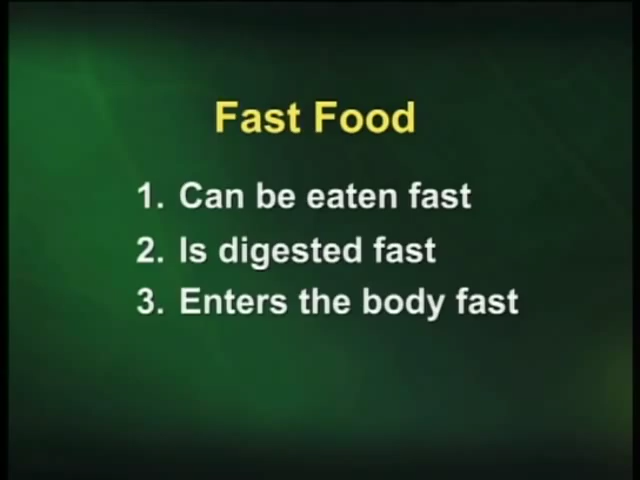 Fast Food
1. Can be eaten fast
2. Is digested fast
3. Enters the body fast